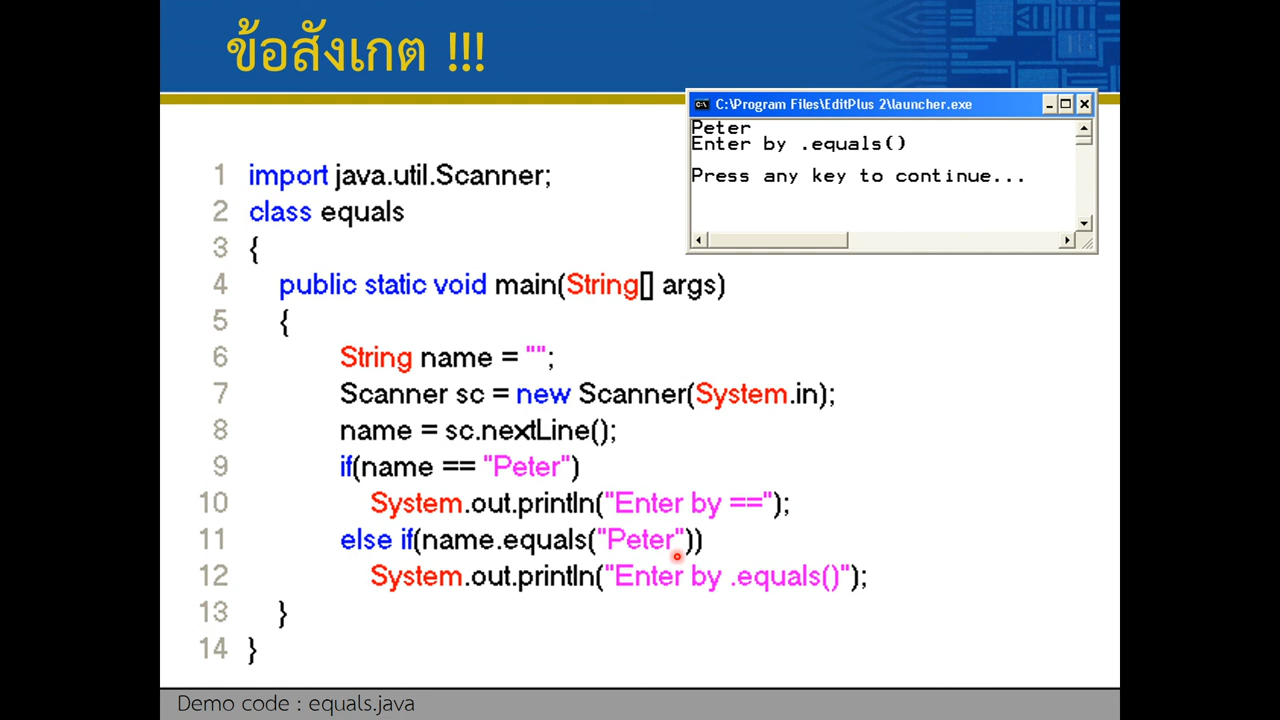 ข้อสังเกต !!!
C:\Program Files\EditPlus 2\launcher.exe
Peter
Enter by .equals()
Press any key to continue...
1 import java.util.Scanner;
2 class equals
3 {
4 public static void main(String[] args)
5 {
6 String name = "";
7 Scanner sc = new Scanner(System.in);
8 name = sc.nextLine();
9 if(name == "Peter")
10 System.out.println("Enter by ==");
11 else if(name.equals("Peter"))
12 System.out.println("Enter by .equals()");
13 }
14 }
Demo code : equals.java